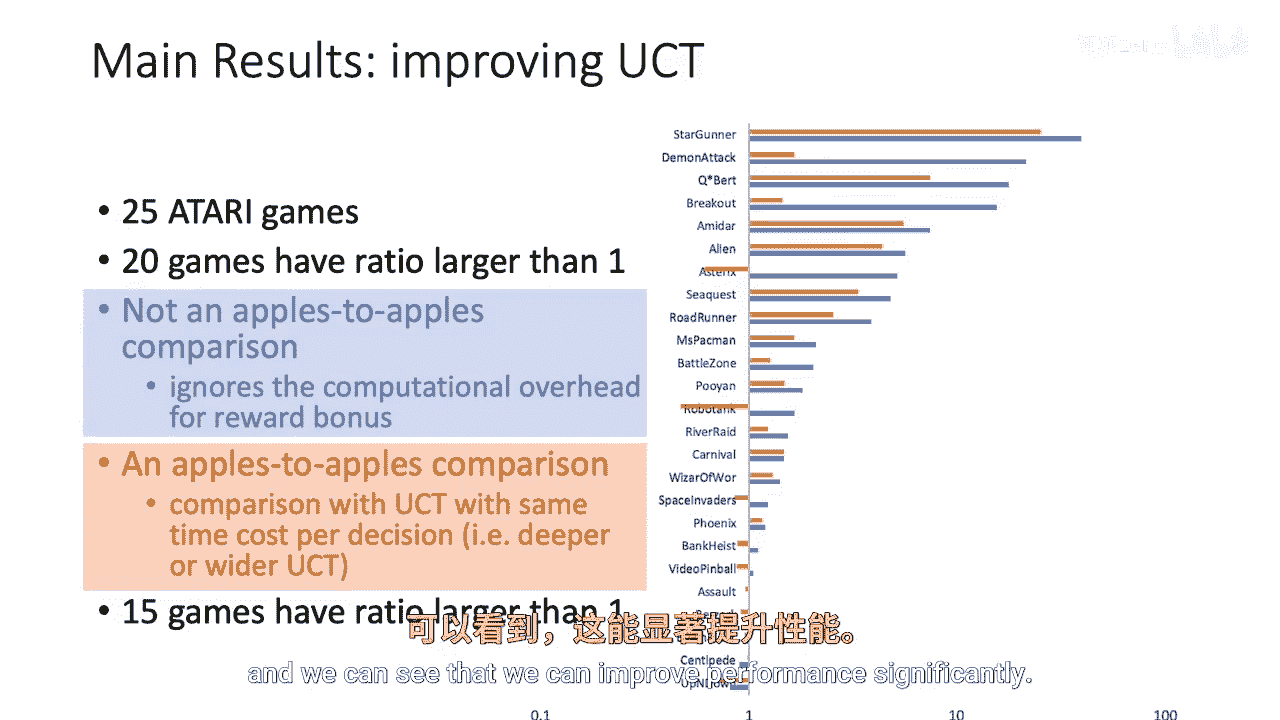 Main Results: improving UCT
• 25 ATARI games
• 20 games have ratio larger than 1
• Not an apples-to-apples
comparison
• ignores the computational overhead
for reward bonus
• An apples-to-apples comparison
• comparison with UCT with same
time cost per decision (i.e. deeper
or wider UCT)
• 15 games have ratio larger than 1
StarGunner
DemonAttack
Q*Bert
Breakout
Amidar
Alien
Asterix
Seaquest
RoadRunner
MsPacman
BattleZone
Pooyan
Robotank
RiverRaid
Carnival
WizarOfWor
SpaceInvaders
Phoenix
BankHeist
VideoPinball
Assault
Centipede
UpNDown
0.1 1 10 100
可以看到，这能显著提升性能。
and we can see that we can improve performance significantly.